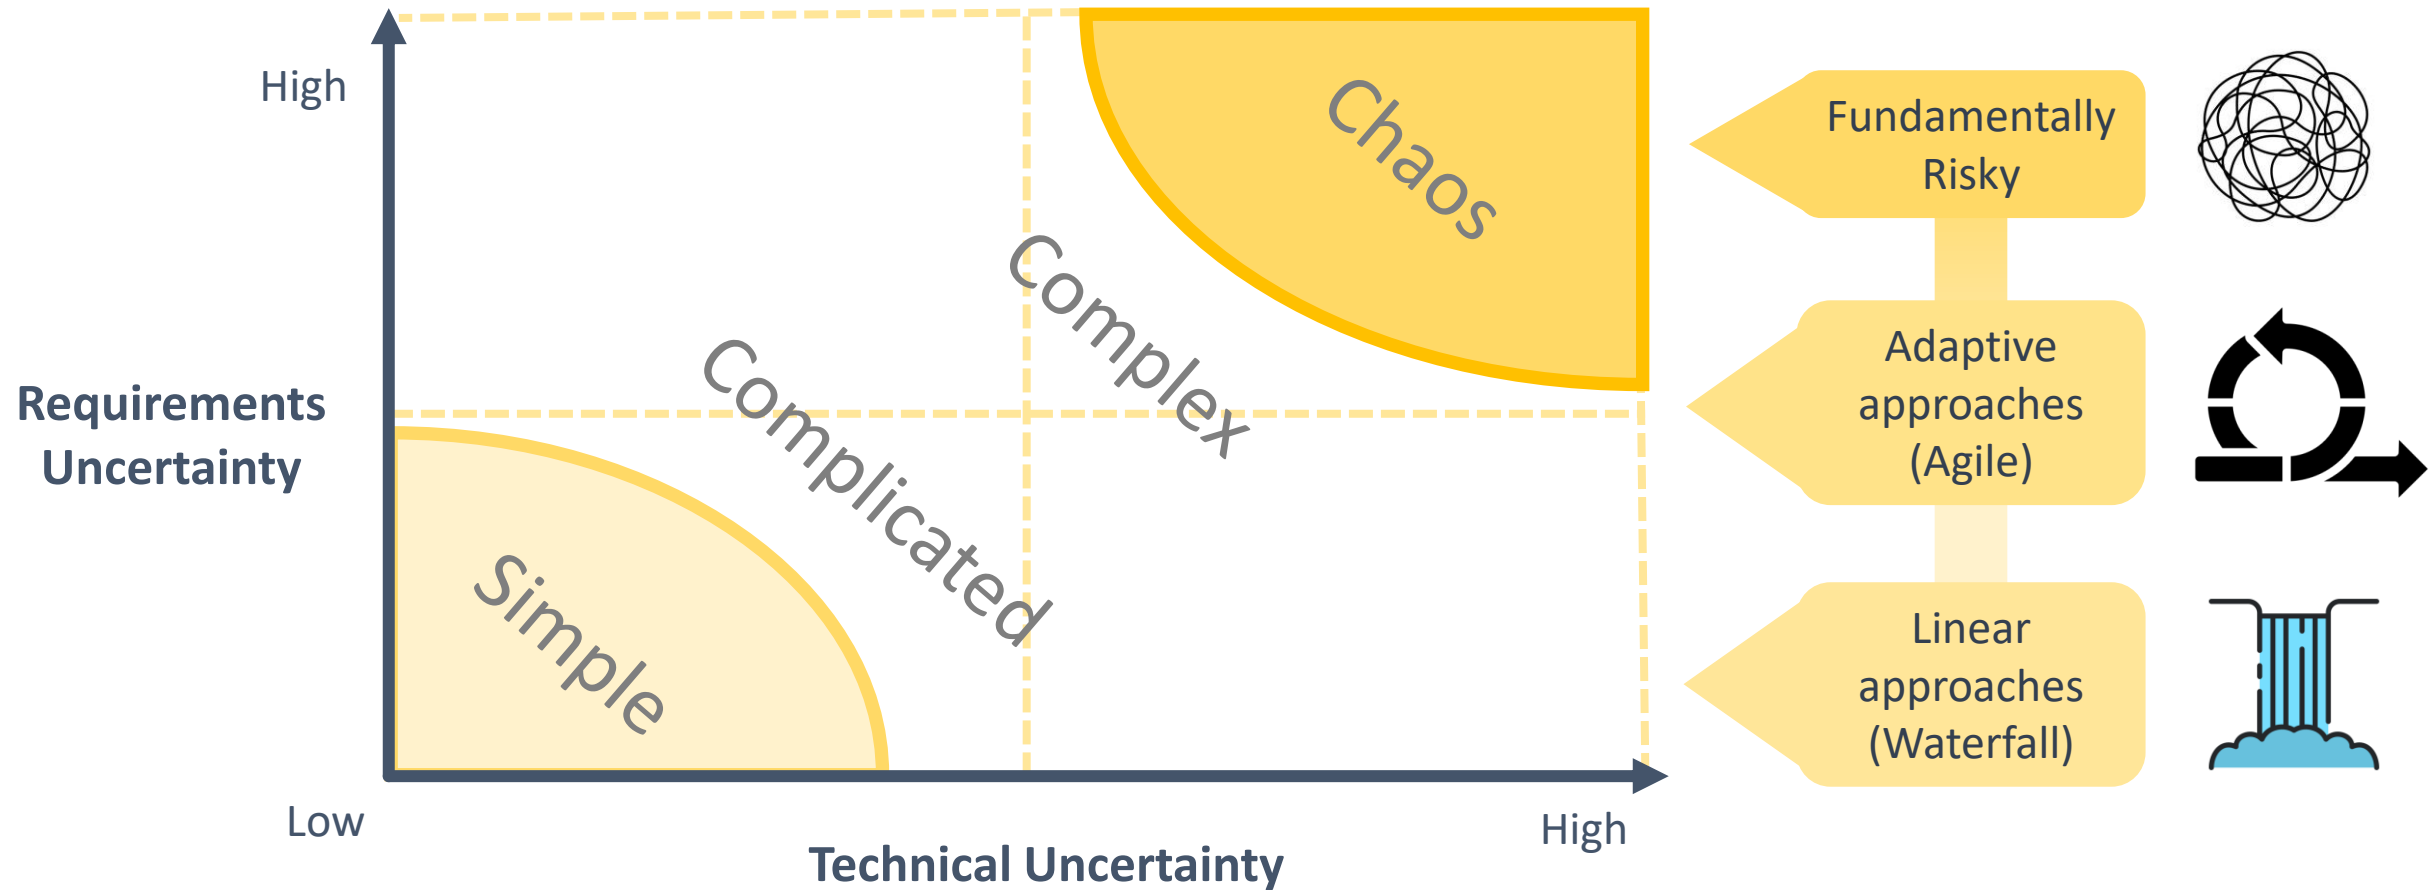 High
Requirements
Uncertainty
Low
Technical Uncertainty
High
Simple
Complicated
Complex
Chaos
Fundamentally
Risky
Adaptive
approaches
(Agile)
Linear
approaches
(Waterfall)